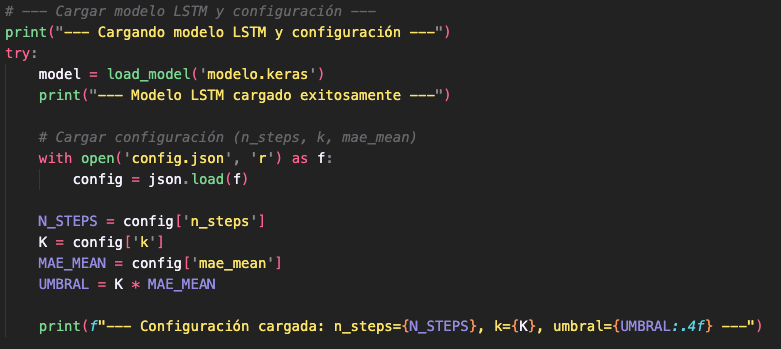 # --- Cargar modelo LSTM y configuración ---
print("--- Cargando modelo LSTM y configuración ---")
try:
    model = load_model('modelo.keras')
    print("--- Modelo LSTM cargado exitosamente ---")

    # Cargar configuración (n_steps, k, mae_mean)
    with open('config.json', 'r') as f:
        config = json.load(f)

    N_STEPS = config['n_steps']
    K = config['k']
    MAE_MEAN = config['mae_mean']
    UMBRAL = K * MAE_MEAN

    print(f"--- Configuración cargada: n_steps={N_STEPS}, k={K}, umbral={UMBRAL:.4f} ---")